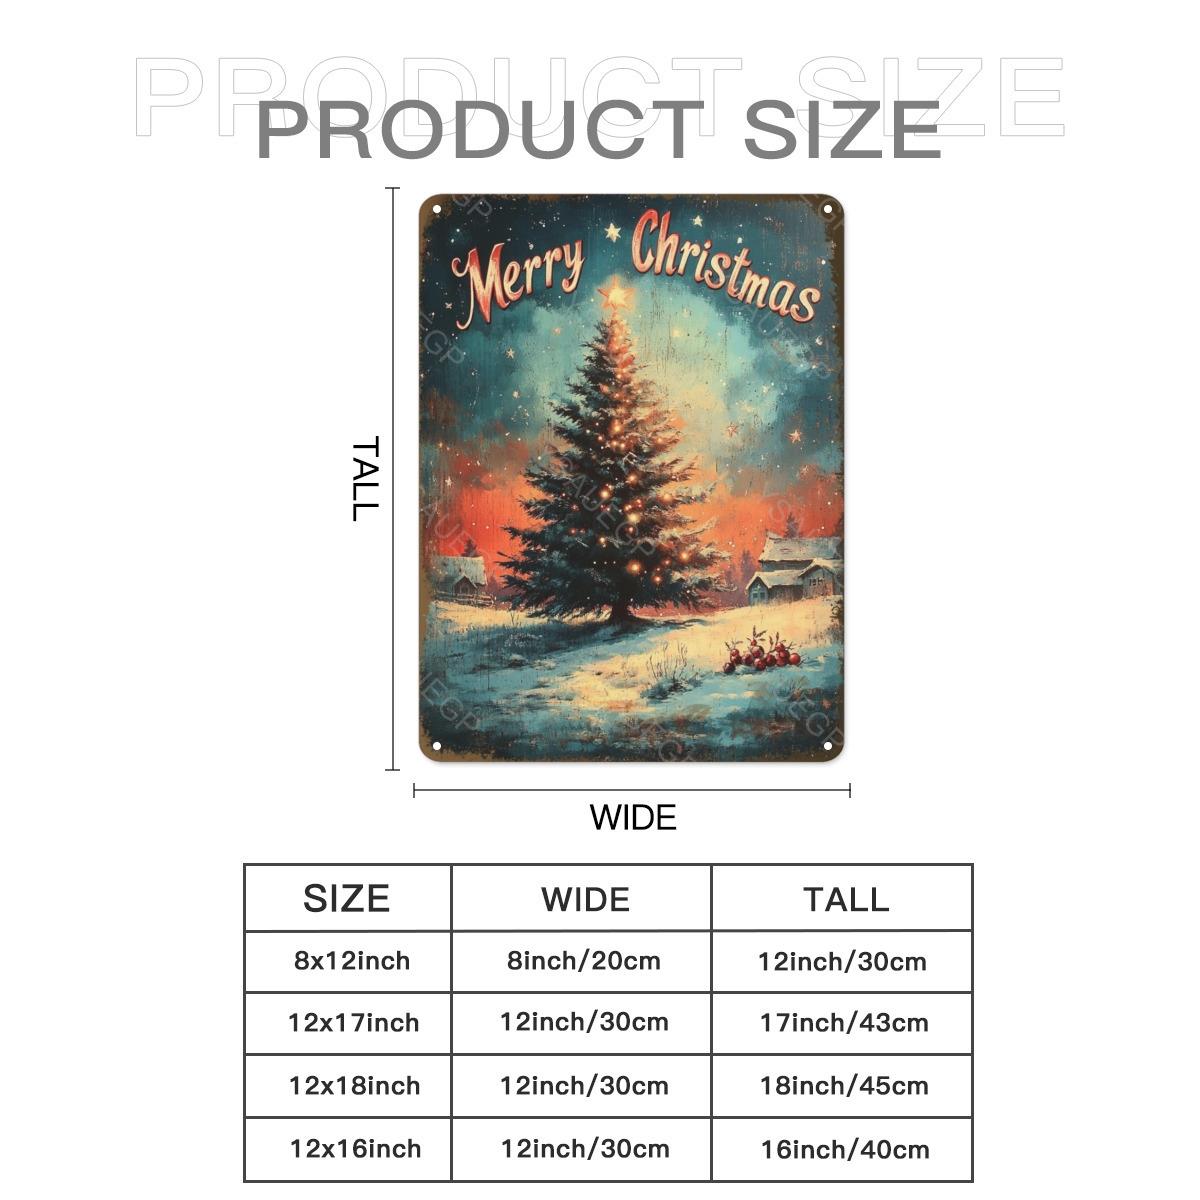 PRODUCT SIZE
PRODUCT SIZE
Merry Christmas
TALL
WIDE
SIZE WIDE TALL
8x12inch 8inch/20cm 12inch/30cm
12x17inch 12inch/30cm 17inch/43cm
12x18inch 12inch/30cm 18inch/45cm
12x16inch 12inch/30cm 16inch/40cm